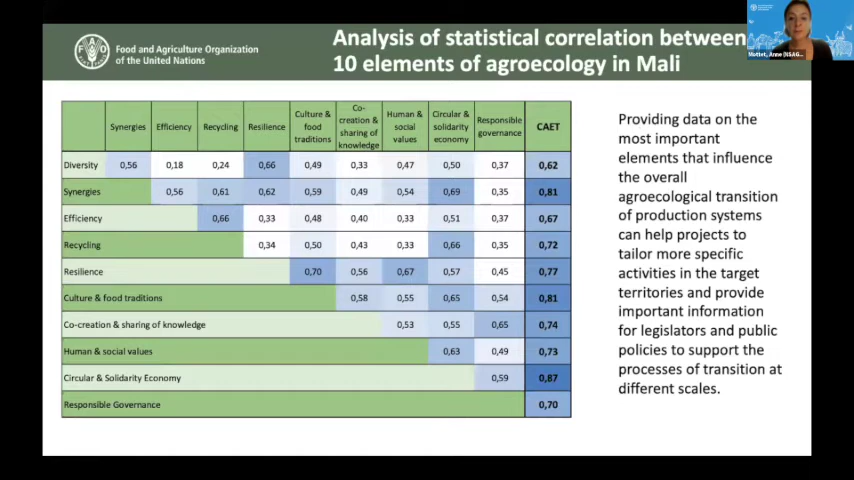 Food and Agriculture Organization
of the United Nations
Analysis of statistical correlation between
10 elements of agroecology in Mali
Synergies Efficiency Recycling Resilience Culture & food traditions Co-creation & sharing of knowledge Human & social values Circular & solidarity economy Responsible governance CAET
Diversity 0,56 0,18 0,24 0,66 0,49 0,33 0,47 0,50 0,37 0,62
Synergies 0,56 0,61 0,62 0,59 0,49 0,54 0,69 0,35 0,81
Efficiency 0,66 0,33 0,48 0,40 0,33 0,51 0,37 0,67
Recycling 0,34 0,50 0,43 0,33 0,66 0,35 0,72
Resilience 0,70 0,56 0,67 0,57 0,45 0,77
Culture & food traditions 0,58 0,55 0,65 0,54 0,81
Co-creation & sharing of knowledge 0,53 0,55 0,65 0,74
Human & social values 0,63 0,49 0,73
Circular & Solidarity Economy 0,59 0,87
Responsible Governance 0,70
Providing data on the
most important
elements that influence
the overall
agroecological transition
of production systems
can help projects to
tailor more specific
activities in the target
territories and provide
important information
for legislators and public
policies to support the
processes of transition at
different scales.